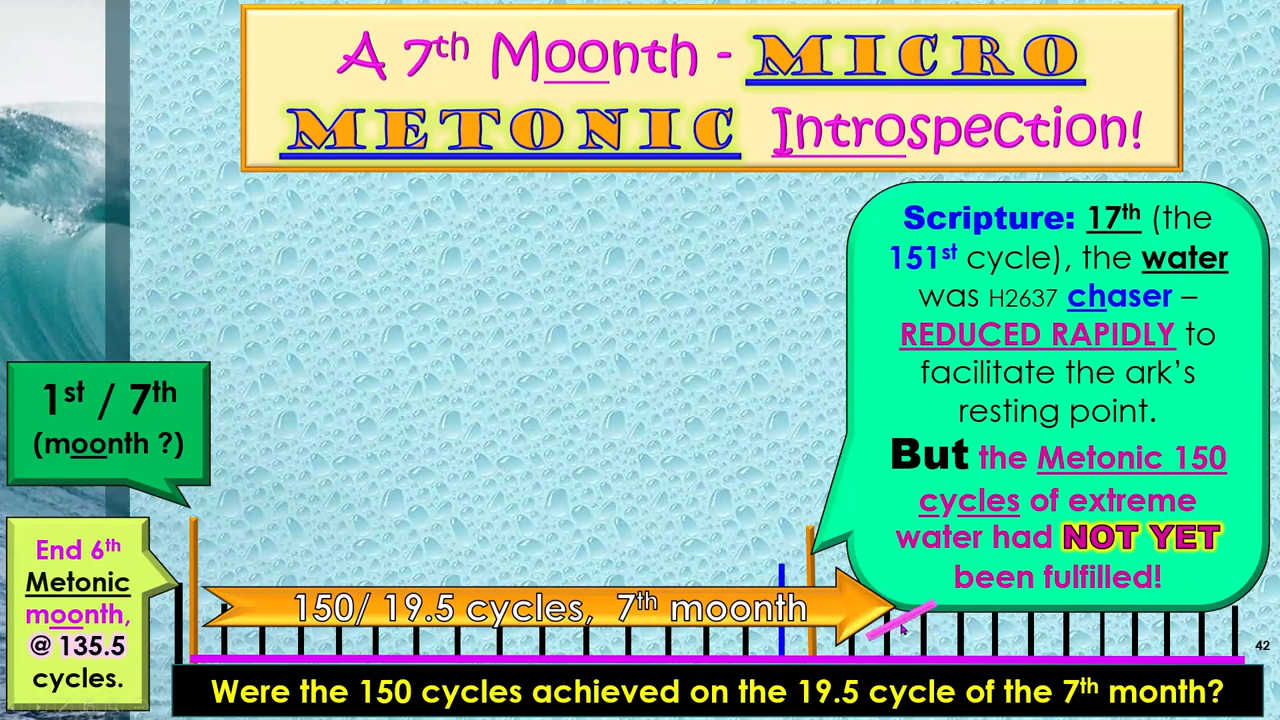 A 7th Moonth - MICRO
METONIC Introspection!
Scripture: 17th (the
151st cycle), the water
was H2637 chaser –
REDUCED RAPIDLY to
facilitate the ark's
resting point.
But the Metonic 150
cycles of extreme
water had NOT YET
been fulfilled!
1st / 7th
(moonth ?)
End 6th
Metonic
moonth,
@ 135.5
cycles.
150/ 19.5 cycles, 7th moonth
42
Were the 150 cycles achieved on the 19.5 cycle of the 7th month?